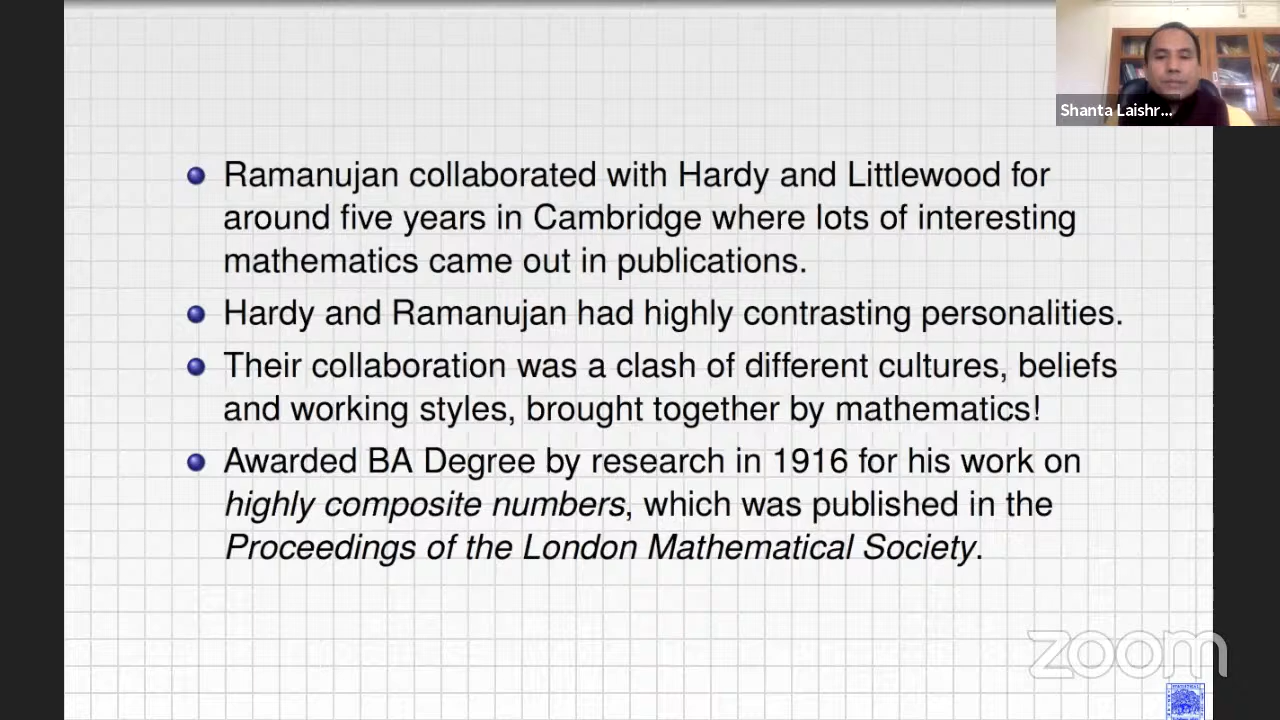 Shanta Laishr...
Ramanujan collaborated with Hardy and Littlewood for
around five years in Cambridge where lots of interesting
mathematics came out in publications.
Hardy and Ramanujan had highly contrasting personalities.
Their collaboration was a clash of different cultures, beliefs
and working styles, brought together by mathematics!
Awarded BA Degree by research in 1916 for his work on
highly composite numbers, which was published in the
Proceedings of the London Mathematical Society.
zoom